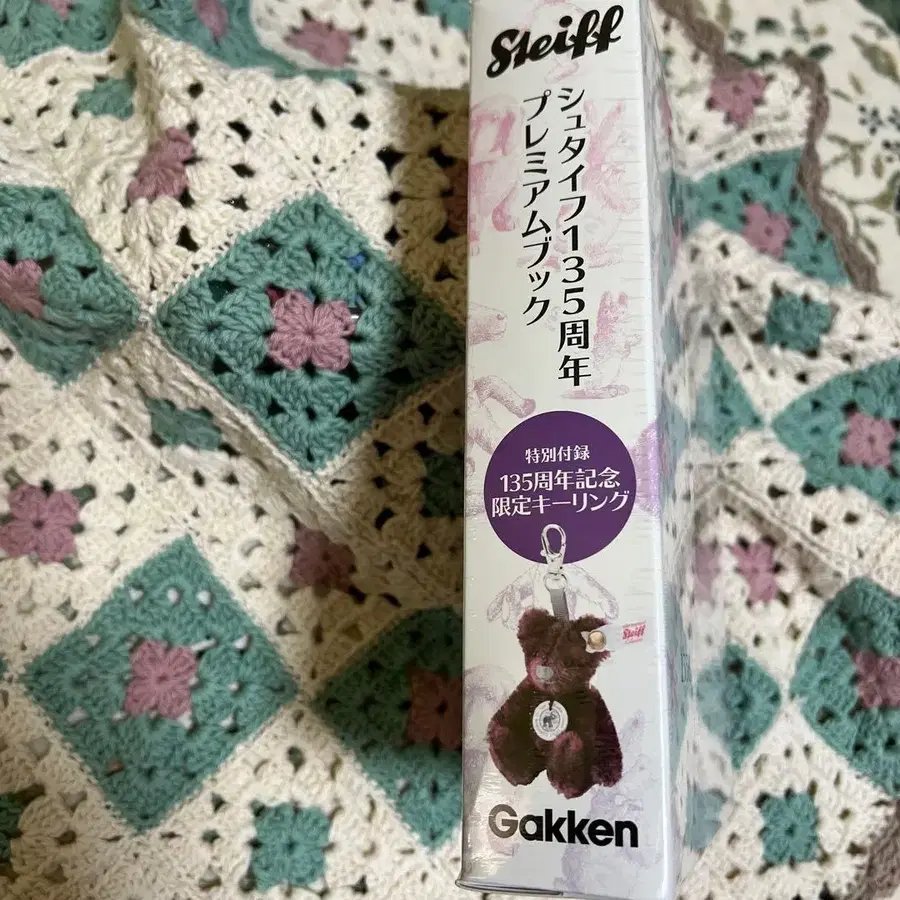 Steiff
シュタイフ135周年
プレミアムブック
特別付録
135周年記念
限定キーリング
Steiff
Gakken